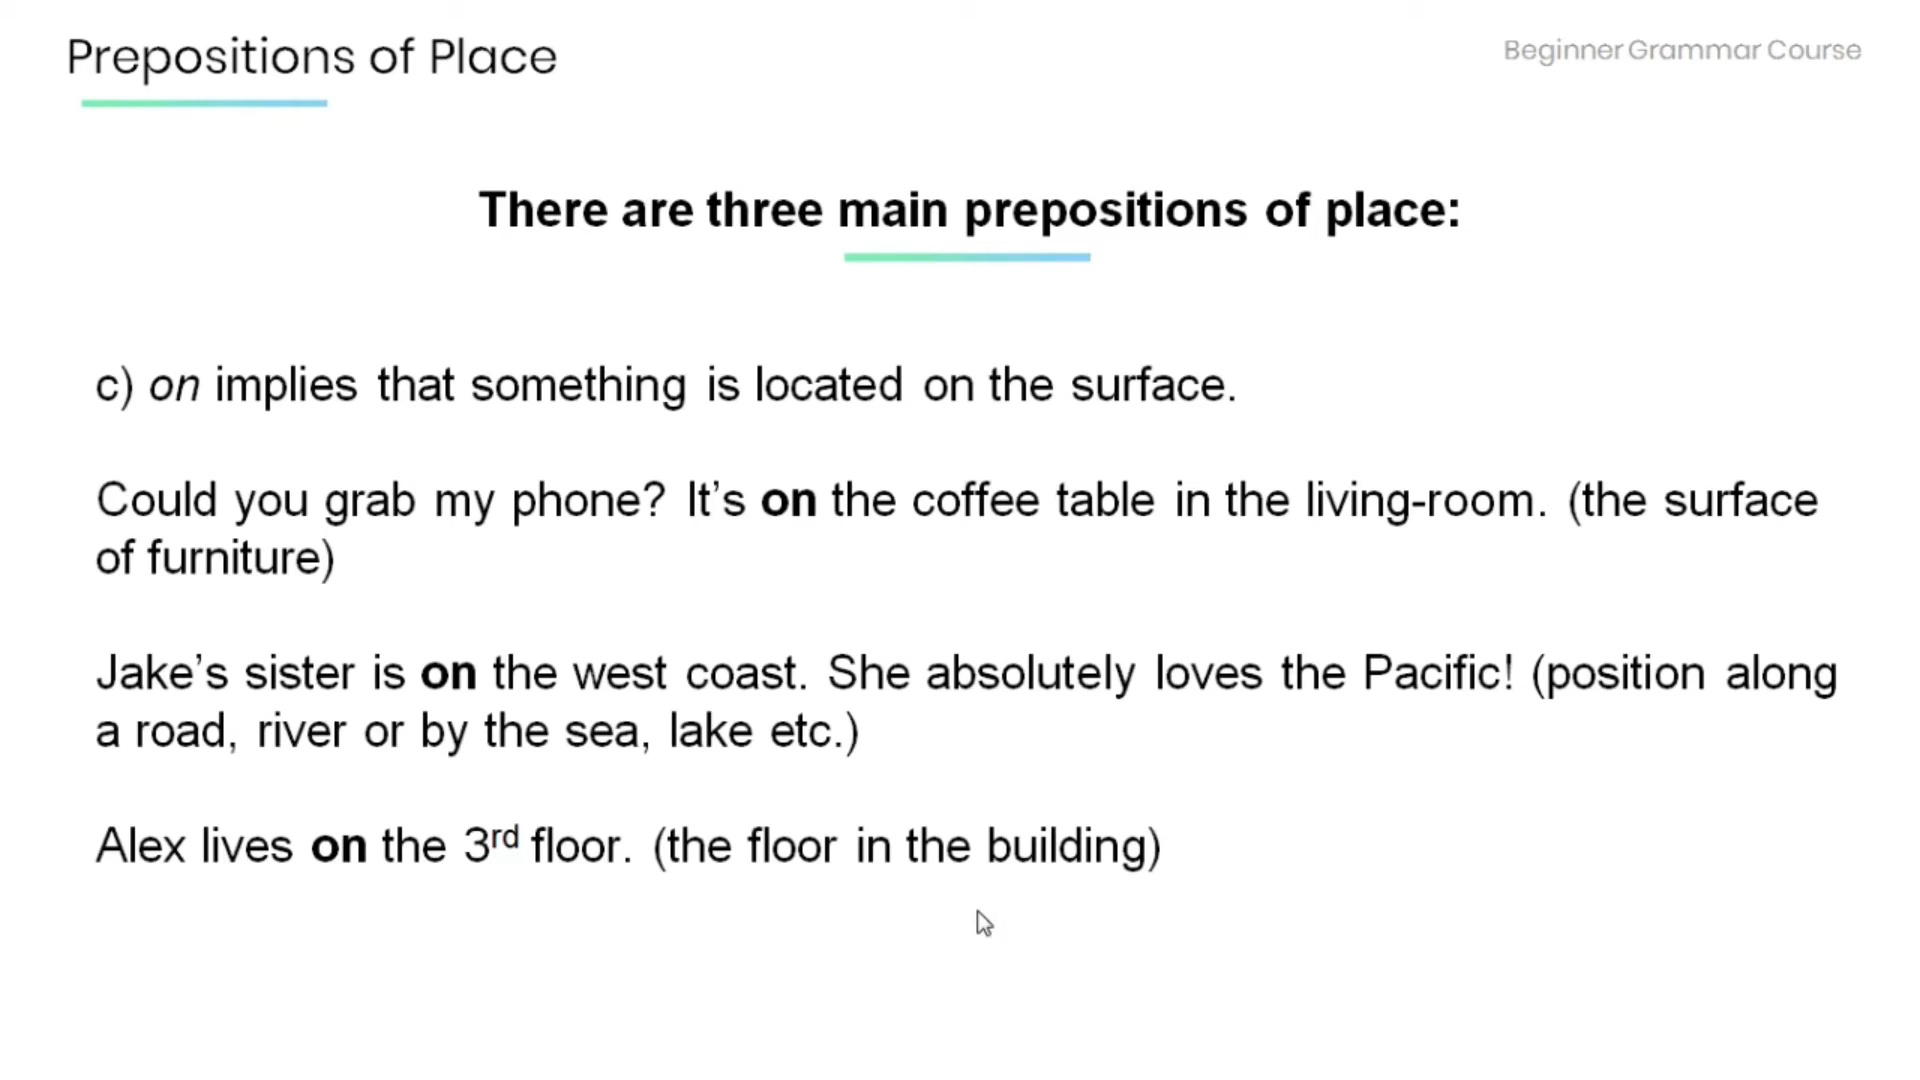 Prepositions of Place
Beginner Grammar Course
There are three main prepositions of place:
c) on implies that something is located on the surface.
Could you grab my phone? It’s on the coffee table in the living-room. (the surface
of furniture)
Jake’s sister is on the west coast. She absolutely loves the Pacific! (position along
a road, river or by the sea, lake etc.)
Alex lives on the 3rd floor. (the floor in the building)